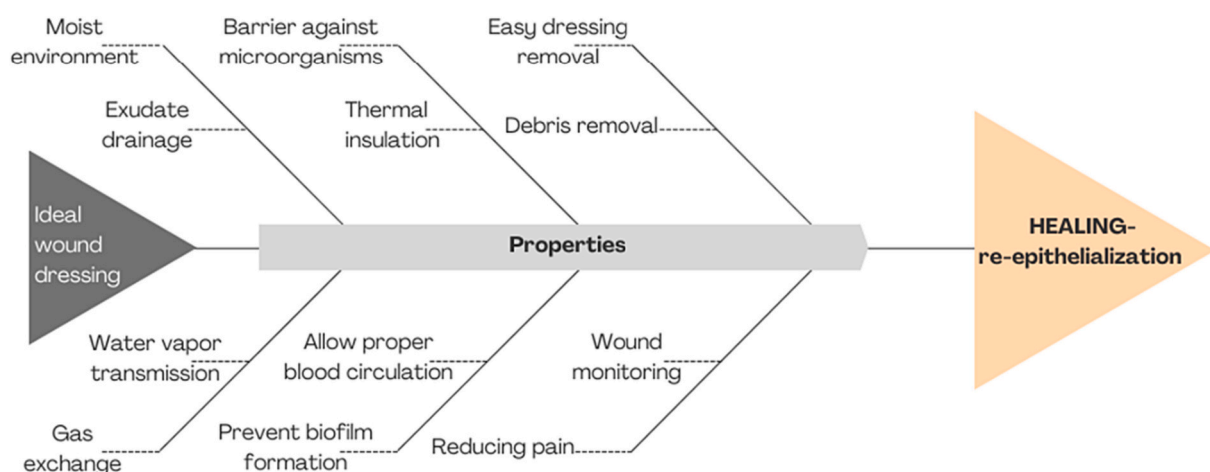 Moist
environment
Barrier against
microorganisms
Easy dressing
removal
Exudate
drainage
Thermal
insulation
Debris removal
Ideal
wound
dressing
Properties
HEALING-
re-epithelialization
Water vapor
transmission
Allow proper
blood circulation
Wound
monitoring
Gas
exchange
Prevent biofilm
formation
Reducing pain